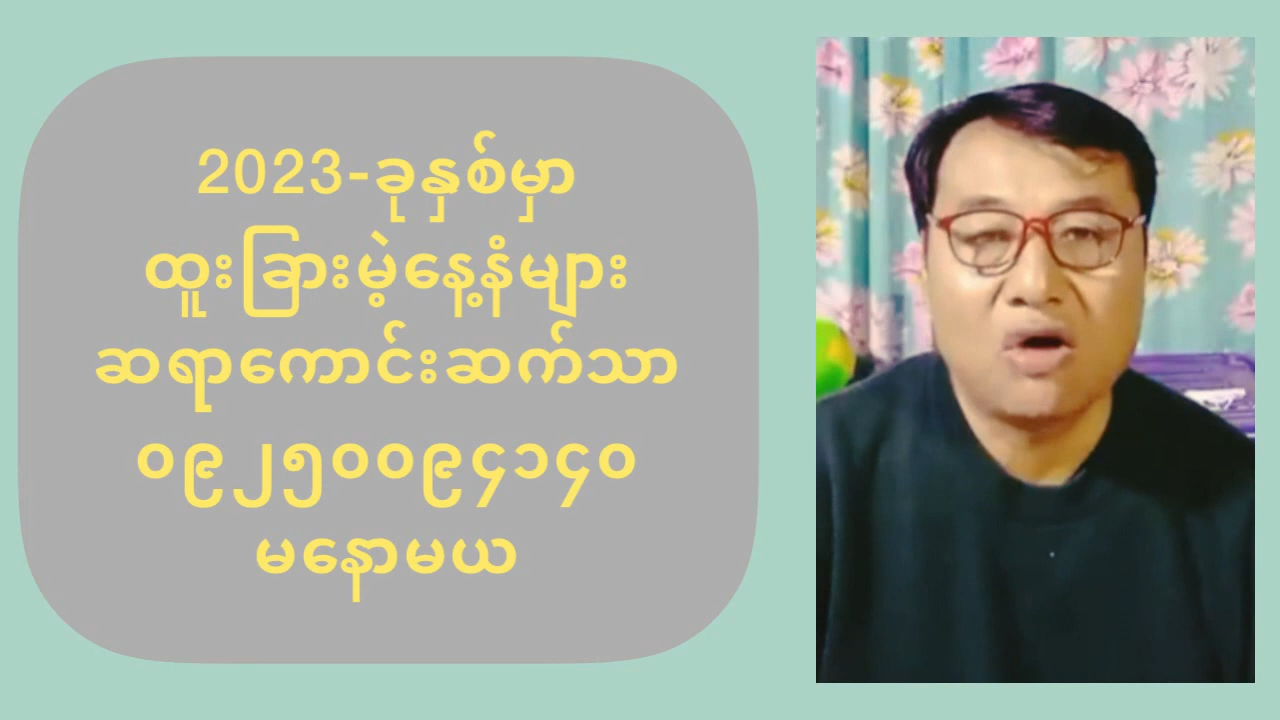 2023-ခုနှစ်မှာ
ထူးခြားမဲ့နေ့နံများ
ဆရာကောင်းဆက်သာ
၀၉၂၅၀၀၉၄၁၄၀
မနောမယ